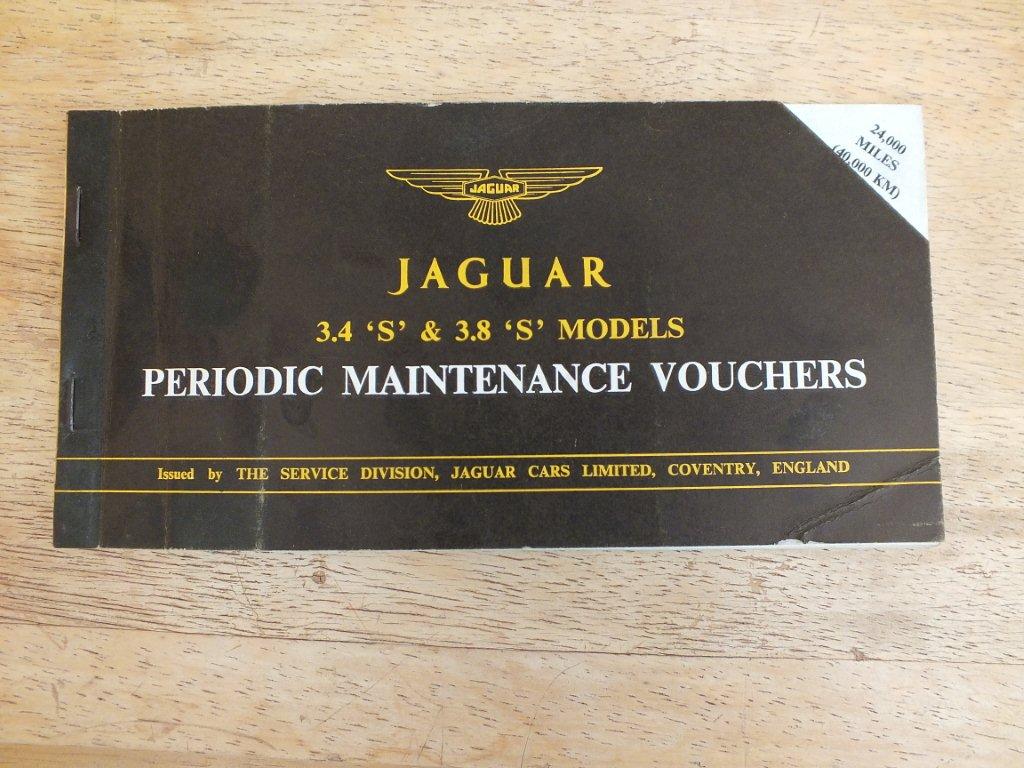 24,000
MILES
(40,000 KM)
JAGUAR
JAGUAR
3.4 ‘S’ & 3.8 ‘S’ MODELS
PERIODIC MAINTENANCE VOUCHERS
Issued by THE SERVICE DIVISION, JAGUAR CARS LIMITED, COVENTRY, ENGLAND